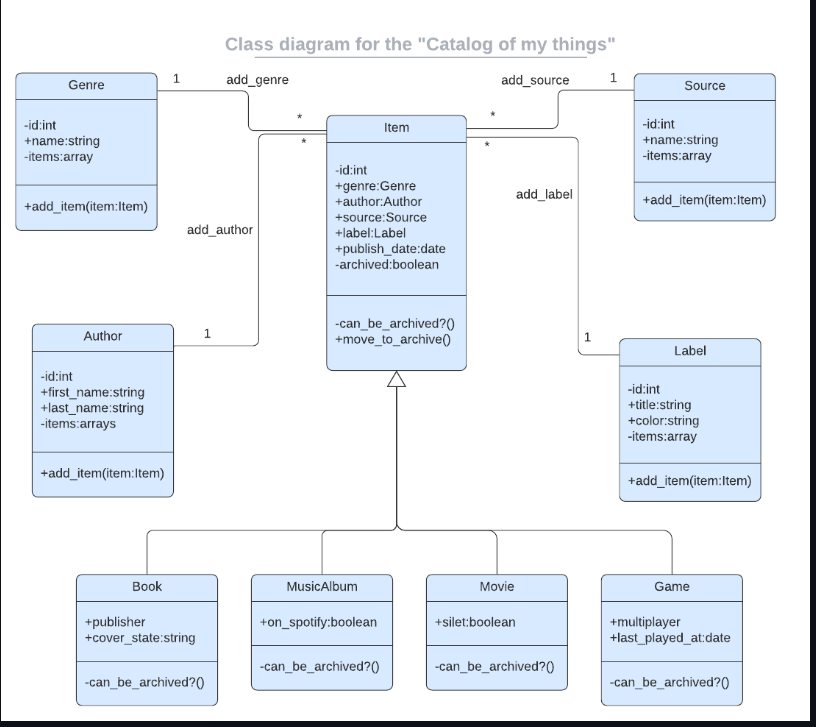 Class diagram for the "Catalog of my things"
Genre
-id:int
+name:string
-items:array
+add_item(item:Item)
1
add_genre
*
Item
-id:int
+genre:Genre
+author:Author
+source:Source
+label:Label
+publish_date:date
-archived:boolean
-can_be_archived?()
+move_to_archive()
add_source
1
*
Source
-id:int
+name:string
-items:array
+add_item(item:Item)
*
add_author
1
Author
-id:int
+first_name:string
+last_name:string
-items:arrays
+add_item(item:Item)
*
add_label
1
Label
-id:int
+title:string
+color:string
-items:array
+add_item(item:Item)
Book
+publisher
+cover_state:string
-can_be_archived?()
MusicAlbum
+on_spotify:boolean
-can_be_archived?()
Movie
+silet:boolean
-can_be_archived?()
Game
+multiplayer
+last_played_at:date
-can_be_archived?()